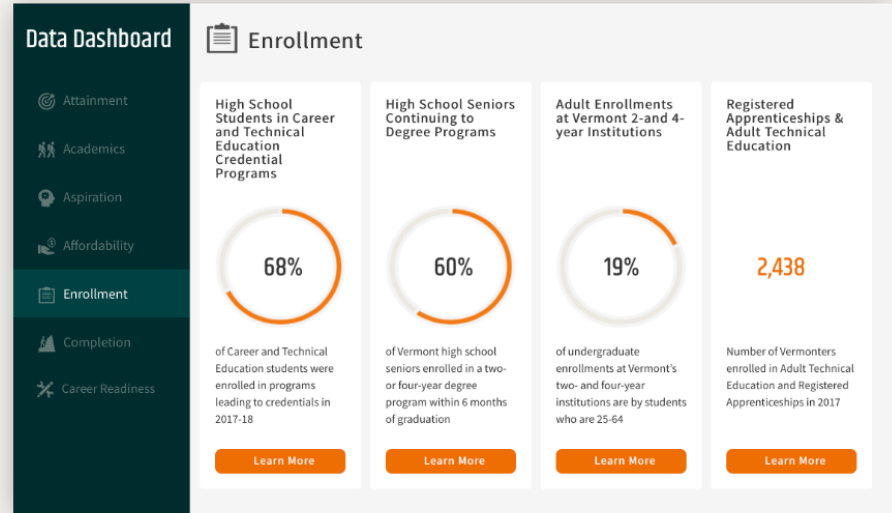 Data Dashboard
Attainment
Academics
Aspiration
Affordability
Enrollment
Completion
Career Readiness
Enrollment
High School
Students in Career
and Technical
Education
Credential
Programs
68%
of Career and Technical
Education students were
enrolled in programs
leading to credentials in
2017-18
Learn More
High School Seniors
Continuing to
Degree Programs
60%
of Vermont high school
seniors enrolled in a two-
or four-year degree
program within 6 months
of graduation
Learn More
Adult Enrollments
at Vermont 2-and 4-
year Institutions
19%
of undergraduate
enrollments at Vermont's
two- and four-year
institutions are by students
who are 25-64
Learn More
Registered
Apprenticeships &
Adult Technical
Education
2,438
Number of Vermonters
enrolled in Adult Technical
Education and Registered
Apprenticeships in 2017
Learn More